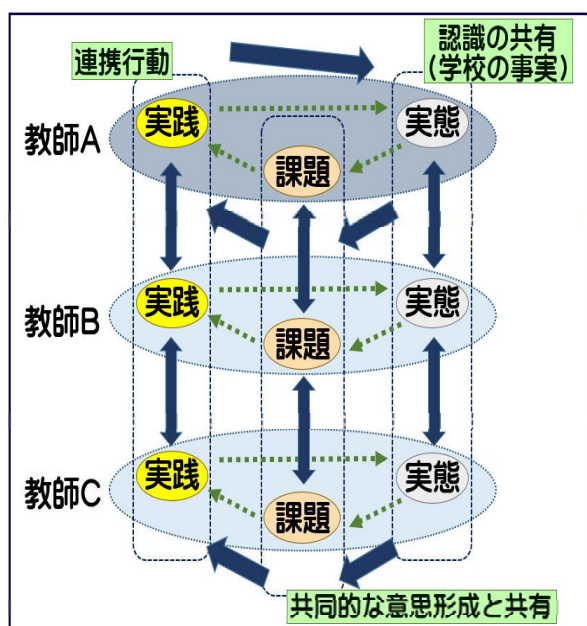 連携行動
認識の共有
(学校の事実)
教師A
実践
実態
課題
教師B
実践
実態
課題
教師C
実践
実態
課題
共同的な意思形成と共有